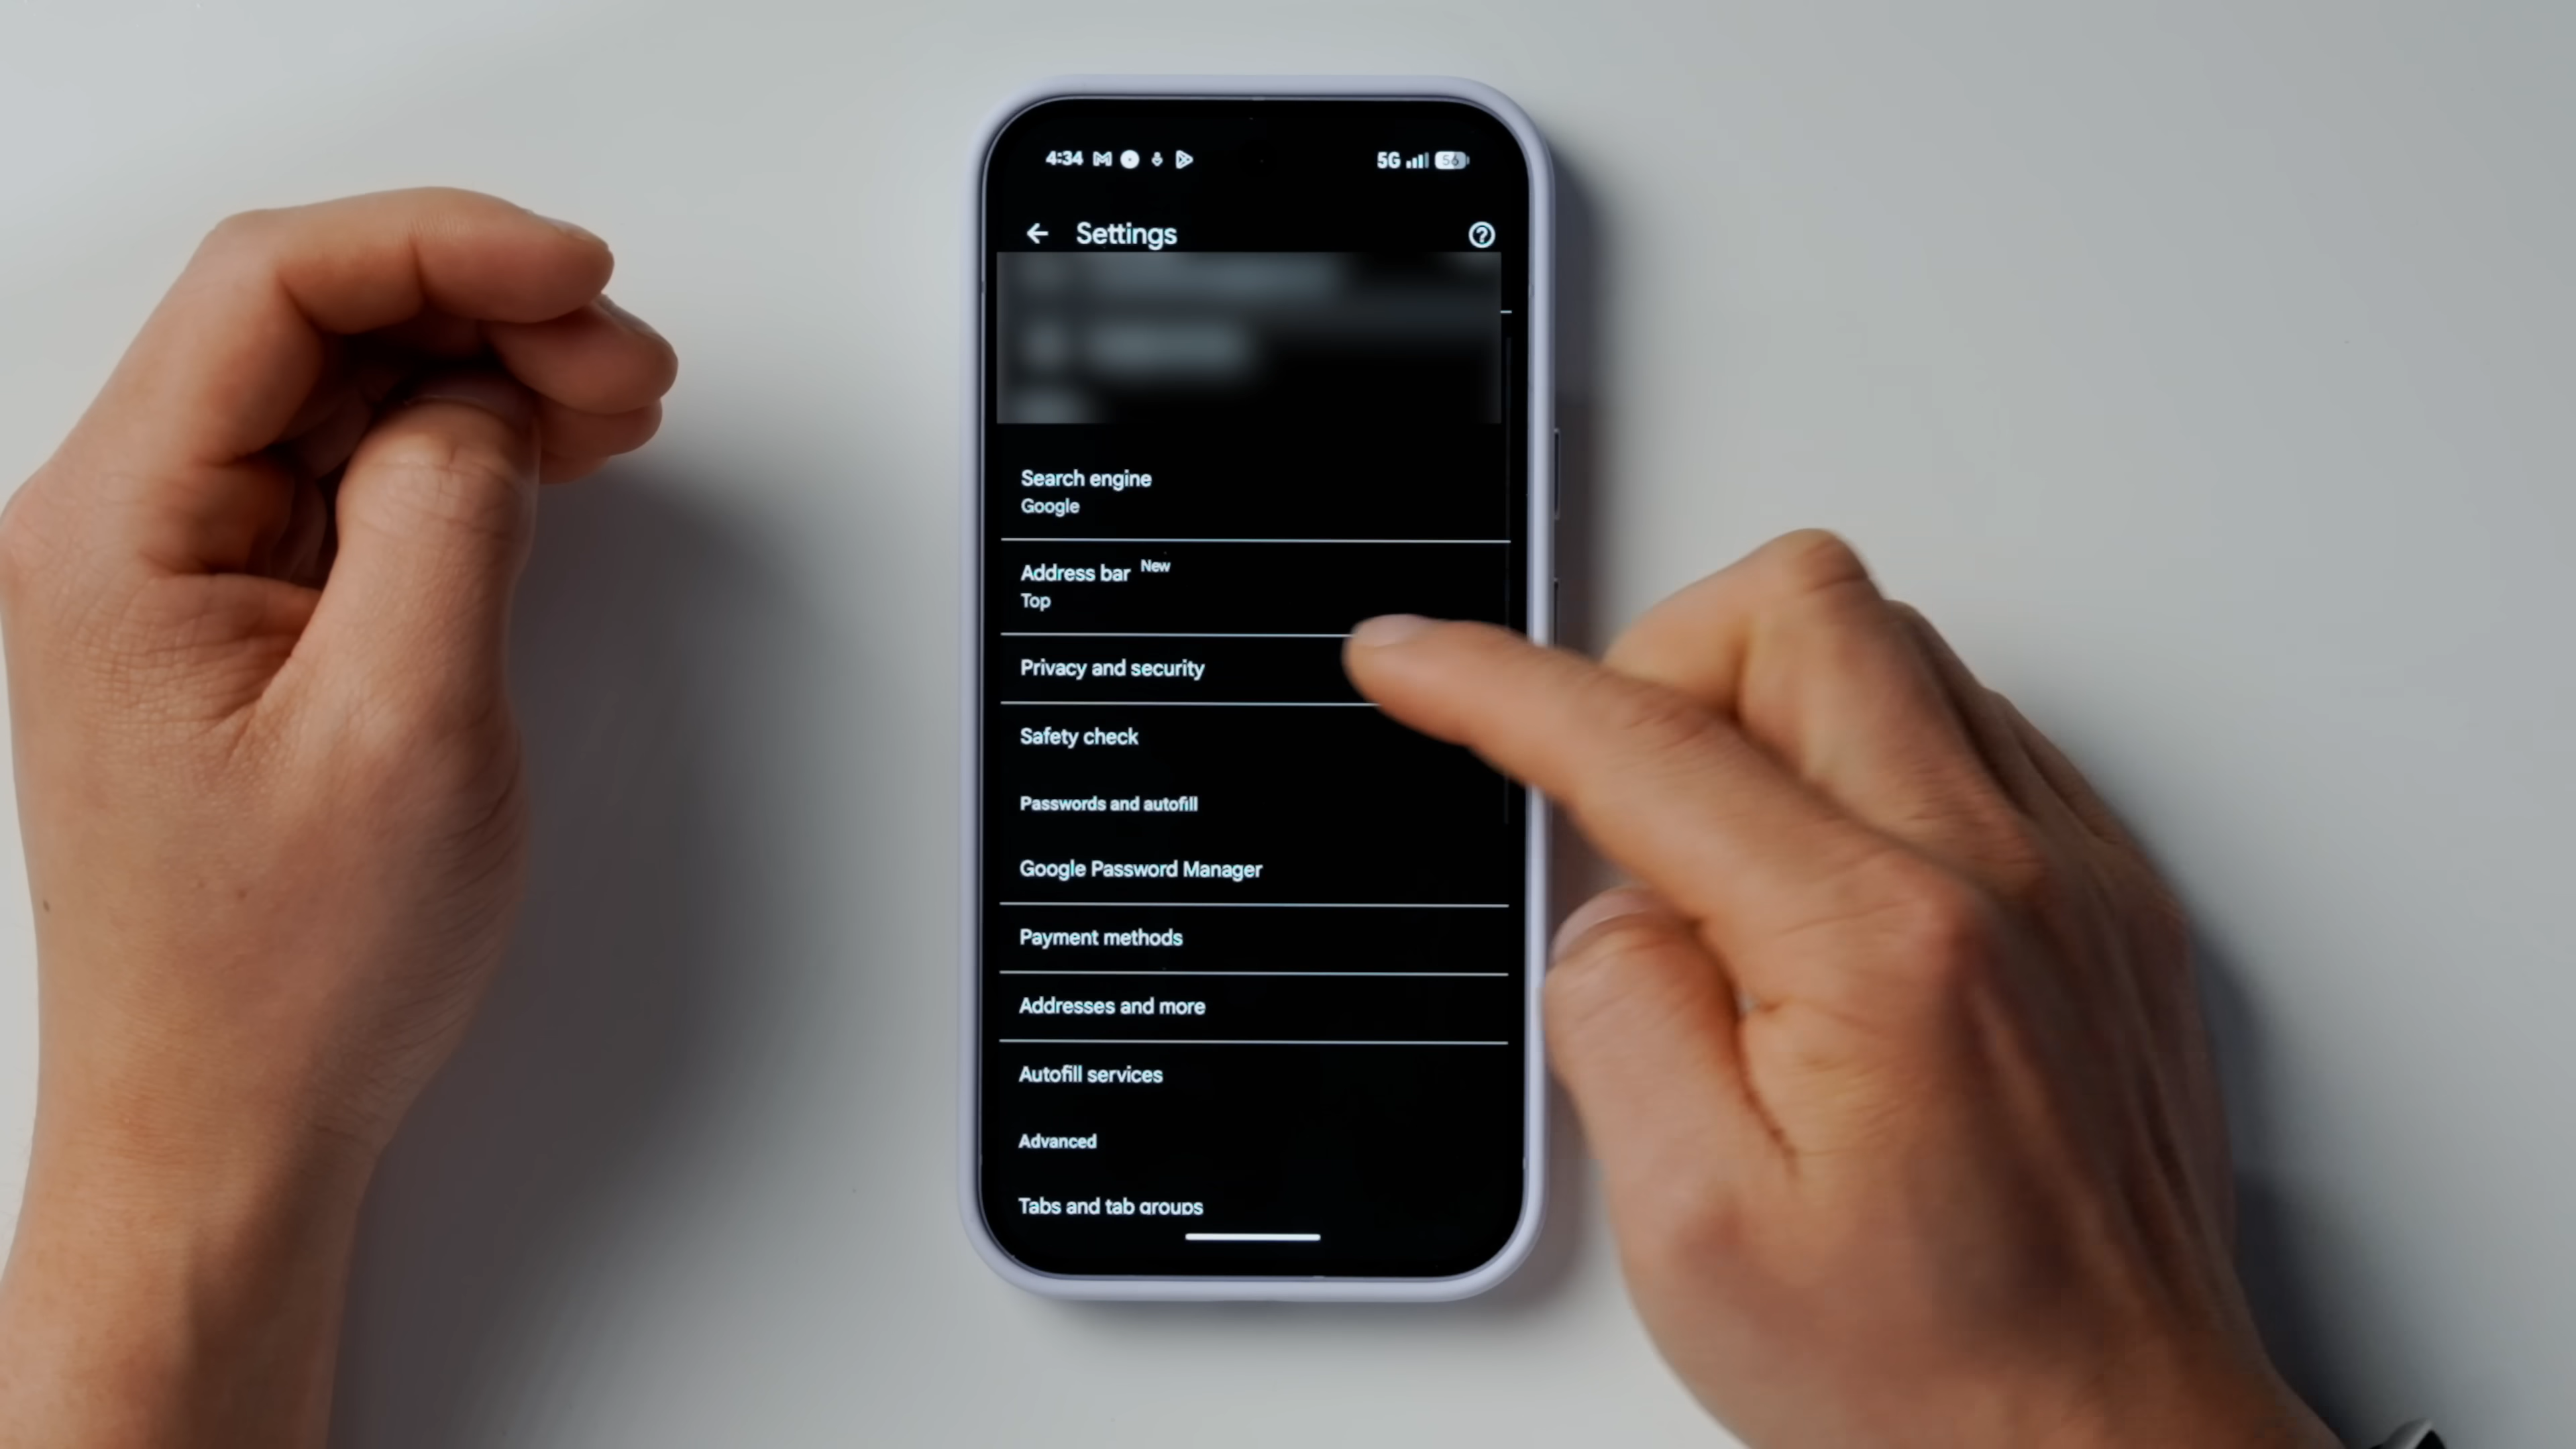 4:34 5G 56
Settings
Search engine
Google
Address bar New
Top
Privacy and security
Safety check
Passwords and autofill
Google Password Manager
Payment methods
Addresses and more
Autofill services
Advanced
Tabs and tab groups